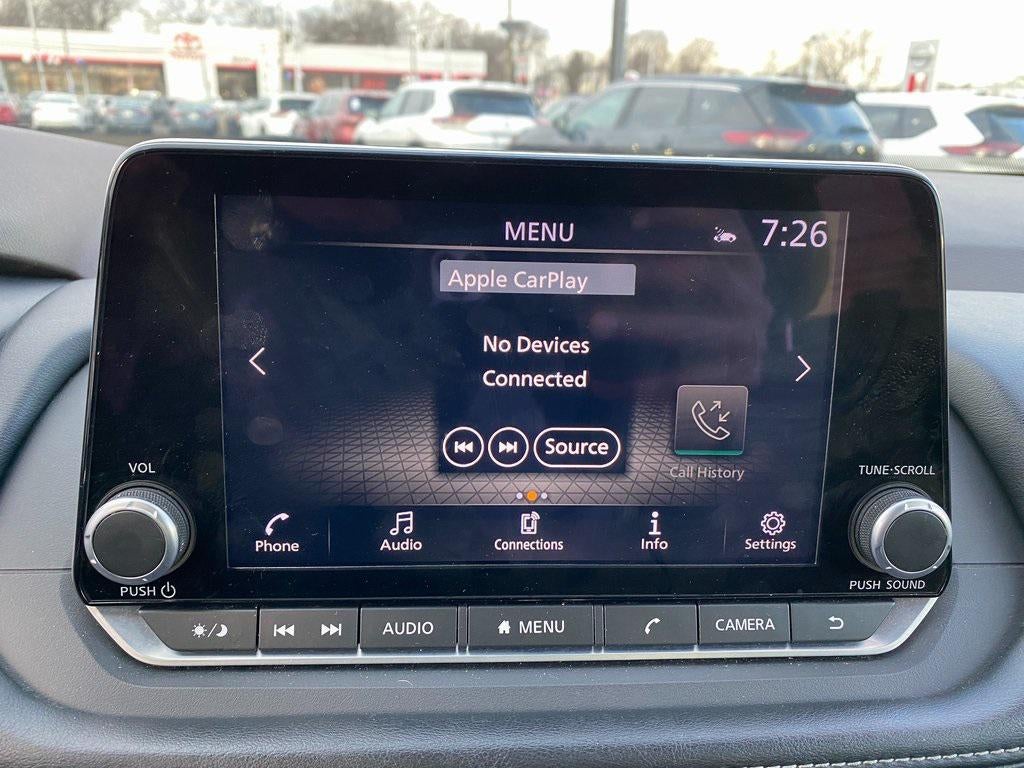 MENU
7:26
Apple CarPlay
No Devices
Connected
Source
Call History
VOL
TUNE·SCROLL
Phone
Audio
Connections
Info
Settings
PUSH
PUSH SOUND
AUDIO
MENU
CAMERA